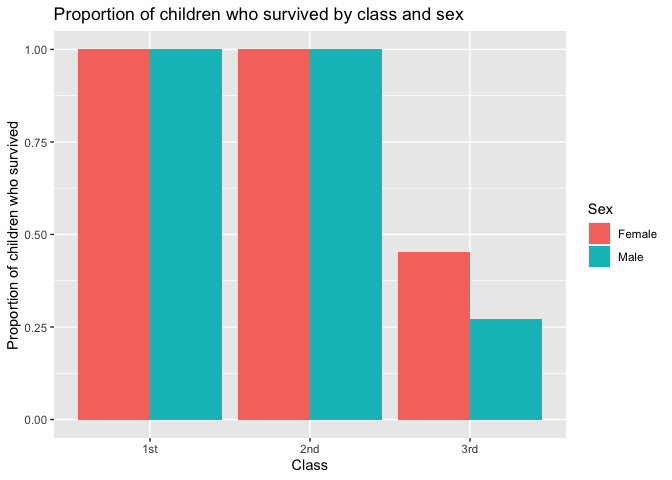 Proportion of children who survived by class and sex
Proportion of children who survived
1.00
0.75
0.50
0.25
0.00
1st
2nd
3rd
Class
Sex
Female
Male